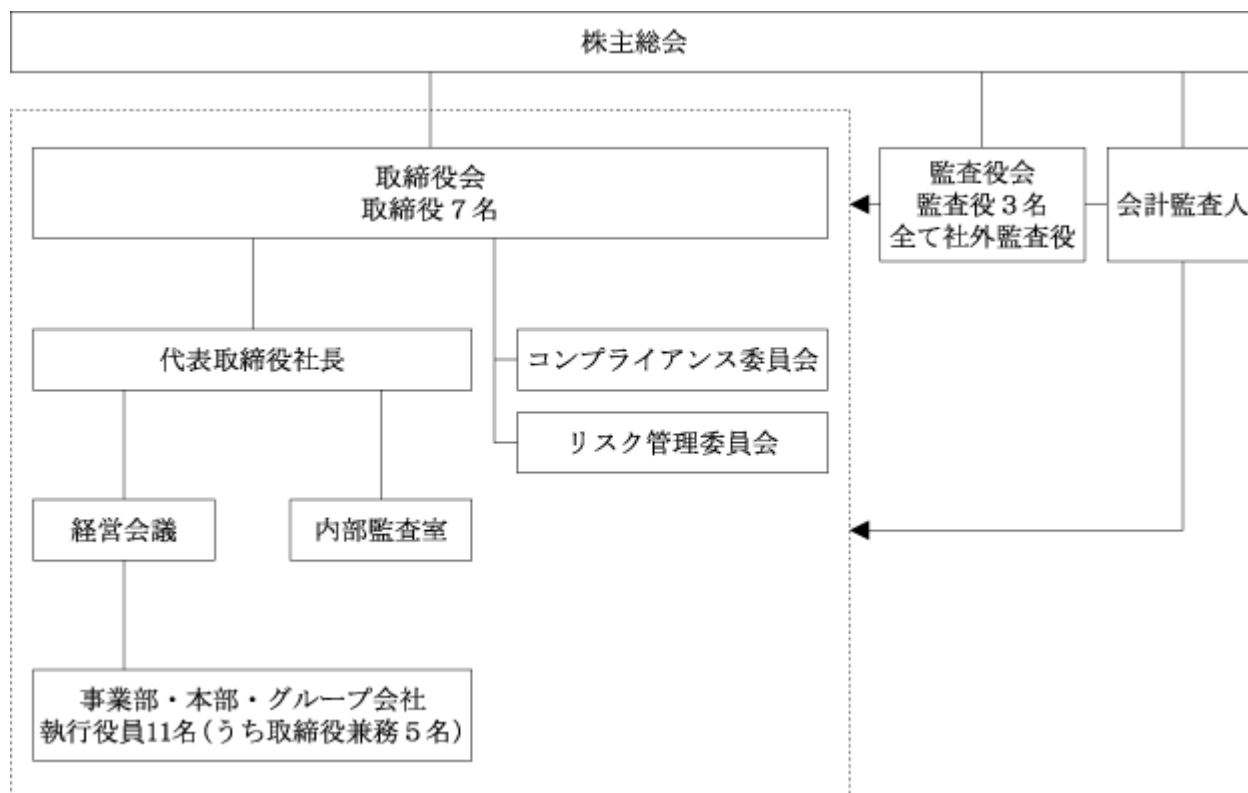 株主総会
取締役会
取締役７名
監査役会
監査役３名
全て社外監査役
会計監査人
代表取締役社長
コンプライアンス委員会
リスク管理委員会
経営会議
内部監査室
事業部・本部・グループ会社
執行役員11名(うち取締役兼務５名)